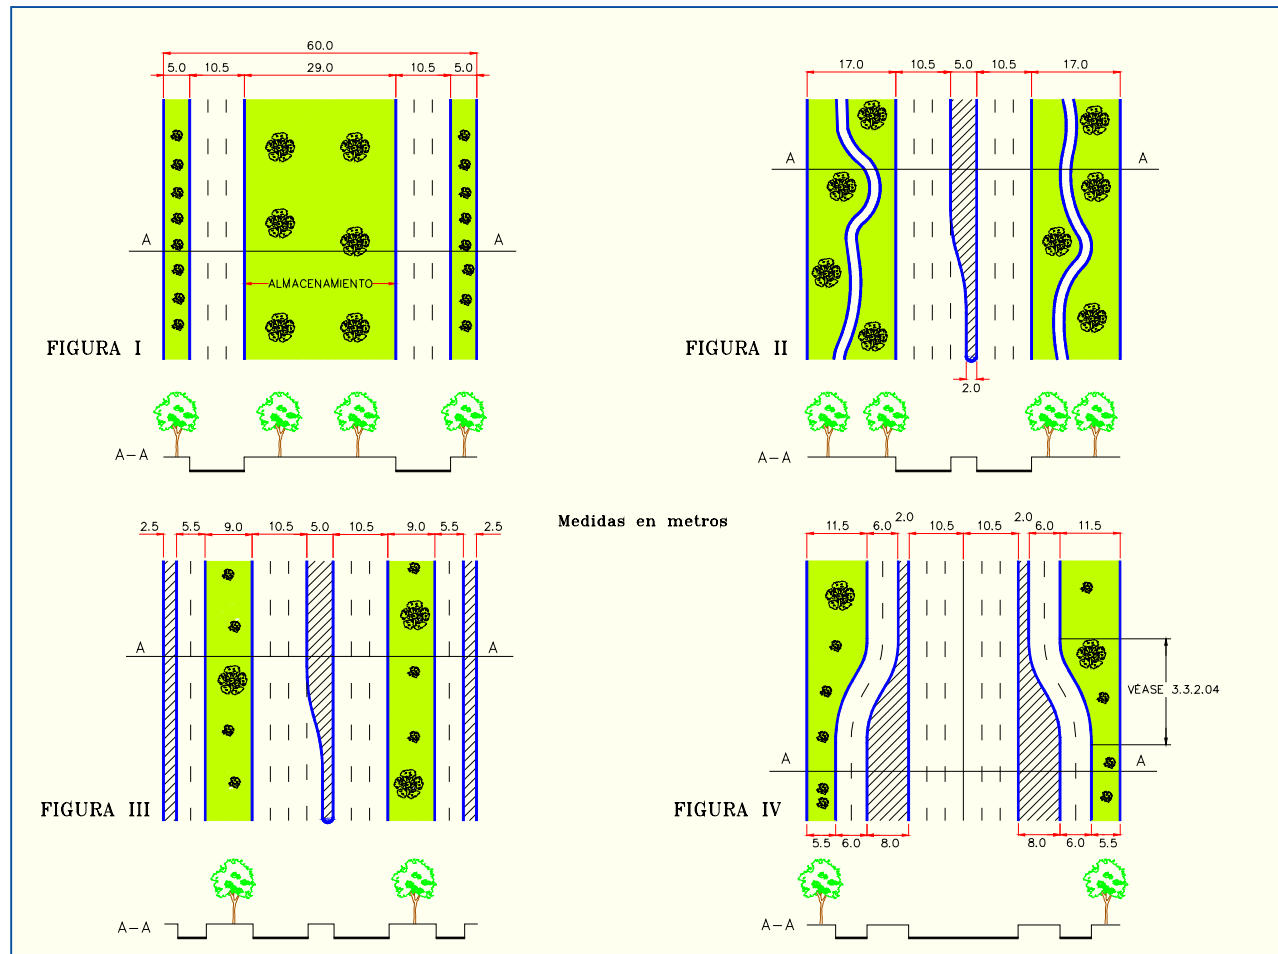 60.0
5.0 10.5 29.0 10.5 5.0
A A
ALMACENAMIENTO
FIGURA I
A-A
17.0 10.5 5.0 10.5 17.0
A A
FIGURA II
2.0
A-A
Medidas en metros
2.5 5.5 9.0 10.5 5.0 10.5 9.0 5.5 2.5
A A
FIGURA III
A-A
11.5 6.0 2.0 10.5 10.5 2.0 6.0 11.5
VÉASE 3.3.2.04
A A
FIGURA IV
5.5 6.0 8.0 8.0 6.0 5.5
A-A